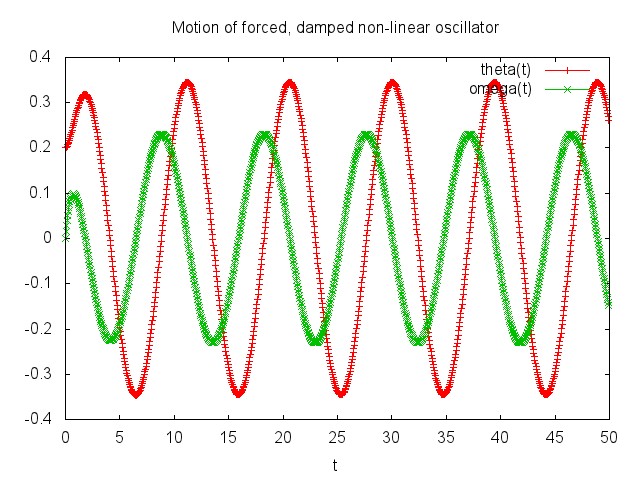 Motion of forced, damped non-linear oscillator
0.4
theta(t)
omega(t)
0.3
0.2
0.1
0
-0.1
-0.2
-0.3
-0.4
0 5 10 15 20 25 30 35 40 45 50
t